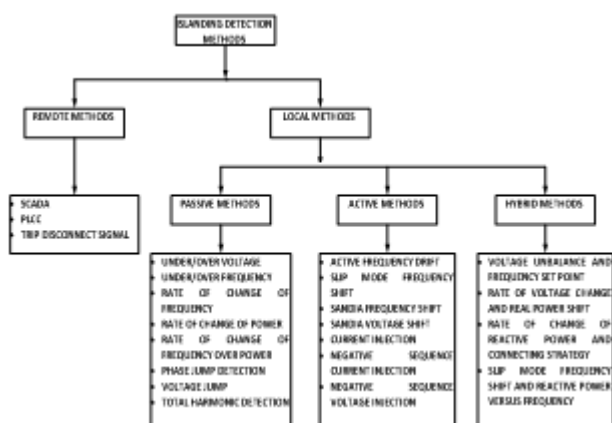 ISLANDING DETECTION
METHODS
REMOTE METHODS
LOCAL METHODS
• SCADA
• PLCC
• TRIP DISCONNECT SIGNAL
PASSIVE METHODS
ACTIVE METHODS
HYBRID METHODS
• UNDER/OVER VOLTAGE
• UNDER/OVER FREQUENCY
• RATE OF CHANGE OF
FREQUENCY
• RATE OF CHANGE OF POWER
• RATE OF CHANGE OF
FREQUENCY OVER POWER
• PHASE JUMP DETECTION
• VOLTAGE JUMP
• TOTAL HARMONIC DETECTION
• ACTIVE FREQUENCY DRIFT
• SLIP MODE FREQUENCY
SHIFT
• SANDIA FREQUENCY SHIFT
• SANDIA VOLTAGE SHIFT
• CURRENT INJECTION
• NEGATIVE SEQUENCE
CURRENT INJECTION
• NEGATIVE SEQUENCE
VOLTAGE INJECTION
• VOLTAGE UNBALANCE AND
FREQUENCY SET POINT
• RATE OF VOLTAGE CHANGE
AND REAL POWER SHIFT
• RATE OF CHANGE OF
REACTIVE POWER AND
CONNECTING STRATEGY
• SLIP MODE FREQUENCY
SHIFT AND REACTIVE POWER
VERSUS FREQUENCY